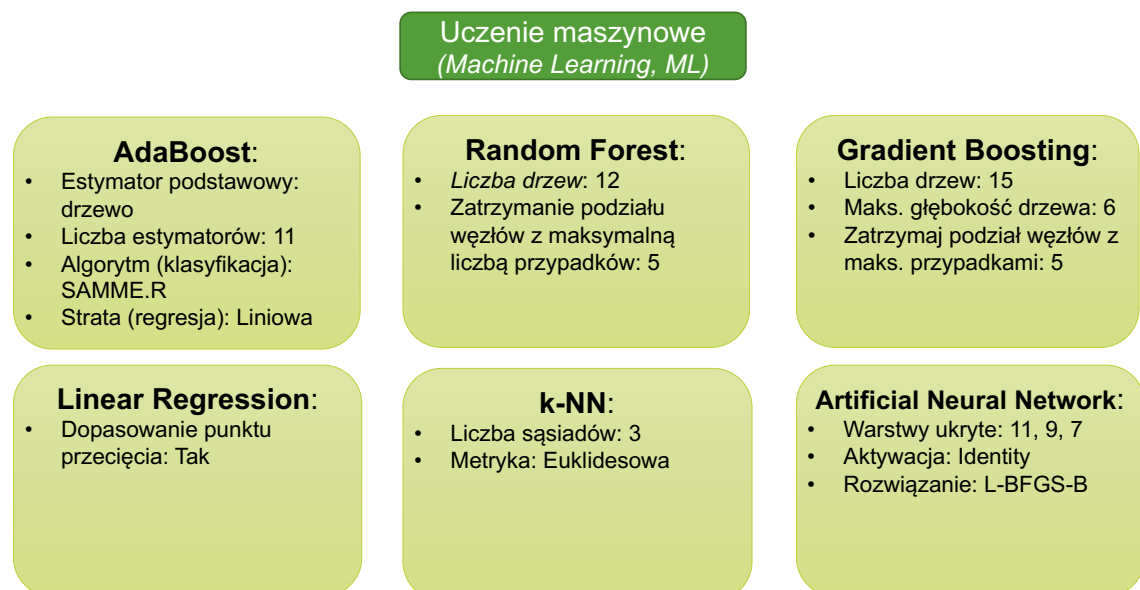 Uczenie maszynowe
(Machine Learning, ML)
AdaBoost:
• Estymator podstawowy:
drzewo
• Liczba estymatorów: 11
• Algorytm (klasyfikacja):
SAMME.R
• Strata (regresja): Liniowa
Random Forest:
• Liczba drzew: 12
• Zatrzymanie podziału
węzłów z maksymalną
liczbą przypadków: 5
Gradient Boosting:
• Liczba drzew: 15
• Maks. głębokość drzewa: 6
• Zatrzymaj podział węzłów z
maks. przypadkami: 5
Linear Regression:
• Dopasowanie punktu
przecięcia: Tak
k-NN:
• Liczba sąsiadów: 3
• Metryka: Euklidesowa
Artificial Neural Network:
• Warstwy ukryte: 11, 9, 7
• Aktywacja: Identity
• Rozwiązanie: L-BFGS-B